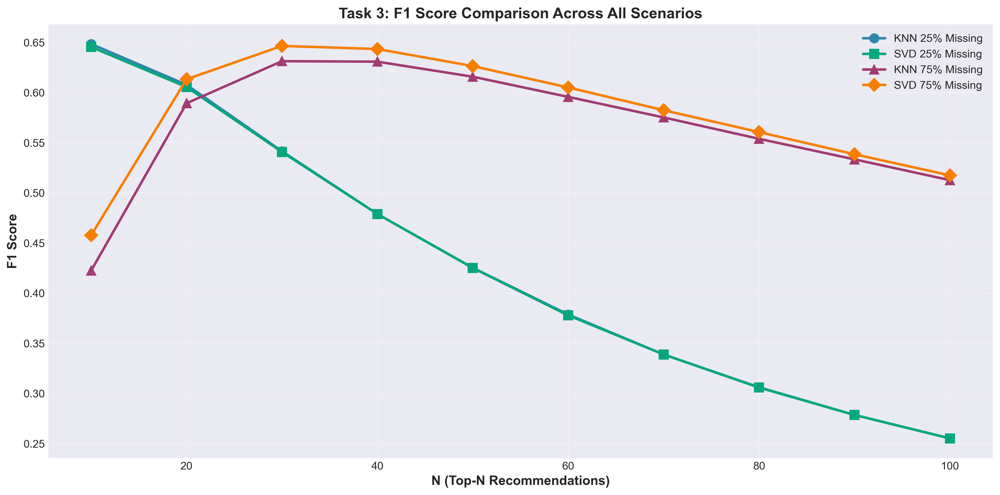 Task 3: F1 Score Comparison Across All Scenarios
KNN 25% Missing
SVD 25% Missing
KNN 75% Missing
SVD 75% Missing
F1 Score
0.65
0.60
0.55
0.50
0.45
0.40
0.35
0.30
0.25
20 40 60 80 100
N (Top-N Recommendations)